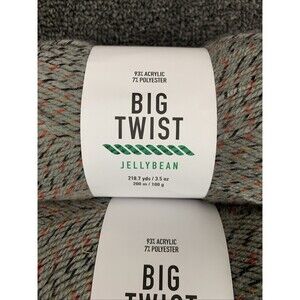 93% ACRYLIC
7% POLYESTER
BIG
TWIST
JELLYBEAN
218.7 yds / 3.5 oz
200 m / 100 g
93% ACRYLIC
7% POLYESTER
BIG
TWIST